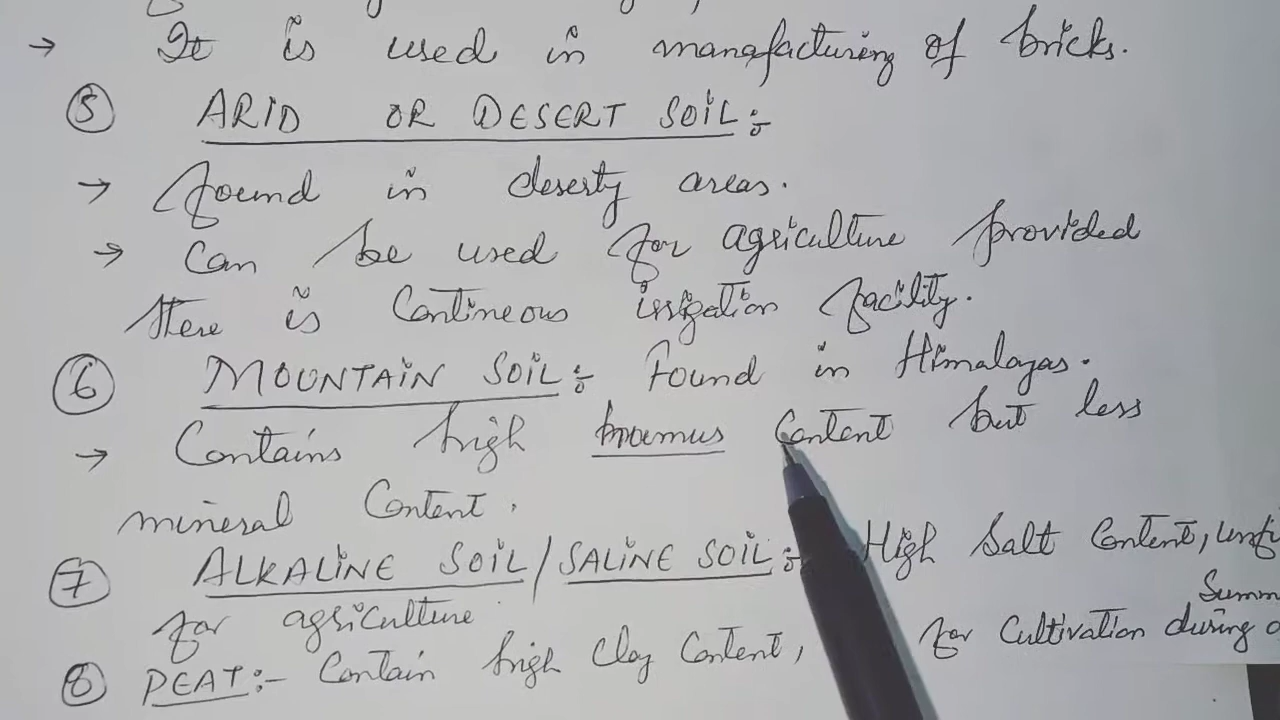 → It is used in manafacturing of bricks.
⑤ ARID OR DESERT SOIL:-
→ found in deserty areas.
→ Can be used for agriculture provided
there is Contineous irrigation facility.
⑥ MOUNTAIN SOIL:- Found in Himalayas.
→ Contains high humus Content but less
mineral Content.
⑦ ALKALINE SOIL/SALINE SOIL:- High Salt Content,
for agriculture
⑧ PEAT:- Contain high Clay Content, for Cultivation during